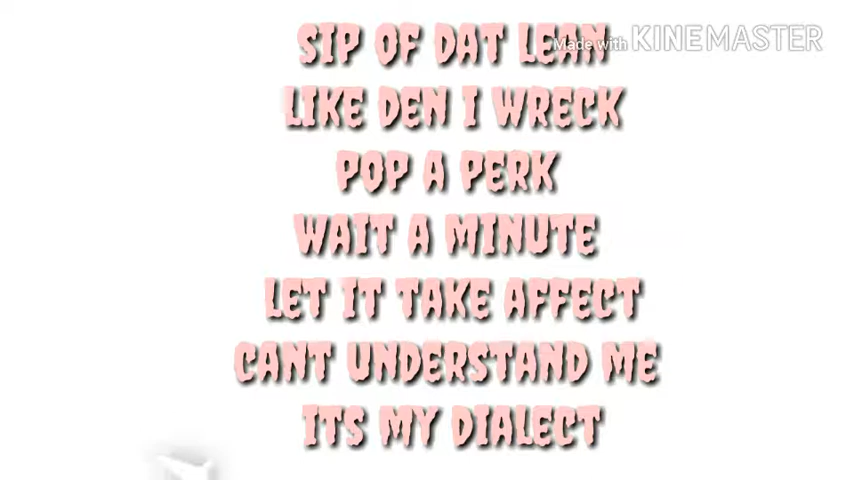 SIP OF DAT LEAN
Made with KINEMASTER
LIKE DEN I WRECK
POP A PERK
WAIT A MINUTE
LET IT TAKE AFFECT
CANT UNDERSTAND ME
ITS MY DIALECT